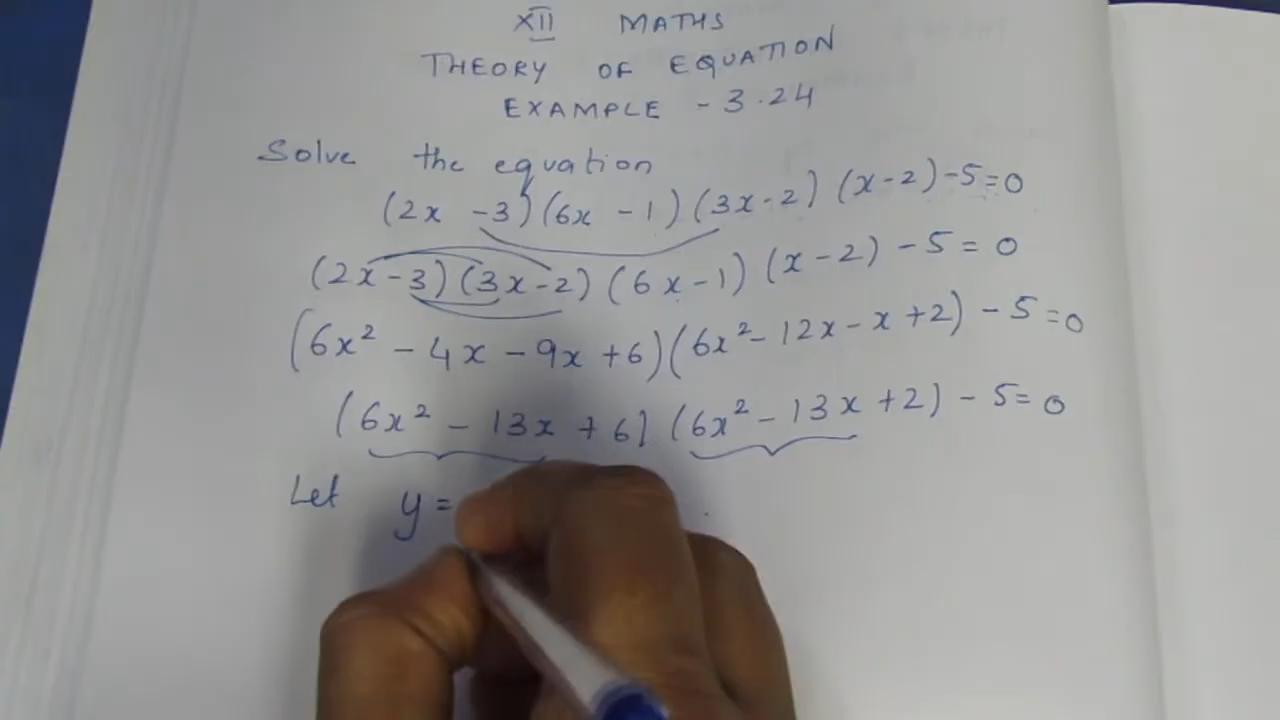 XII MATHS
THEORY OF EQUATION
EXAMPLE - 3.24
Solve the equation
(2x - 3)(6x - 1)(3x - 2)(x - 2) - 5 = 0
(2x - 3)(3x - 2)(6x - 1)(x - 2) - 5 = 0
(6x² - 4x - 9x + 6)(6x² - 12x - x + 2) - 5 = 0
(6x² - 13x + 6)(6x² - 13x + 2) - 5 = 0
Let y =